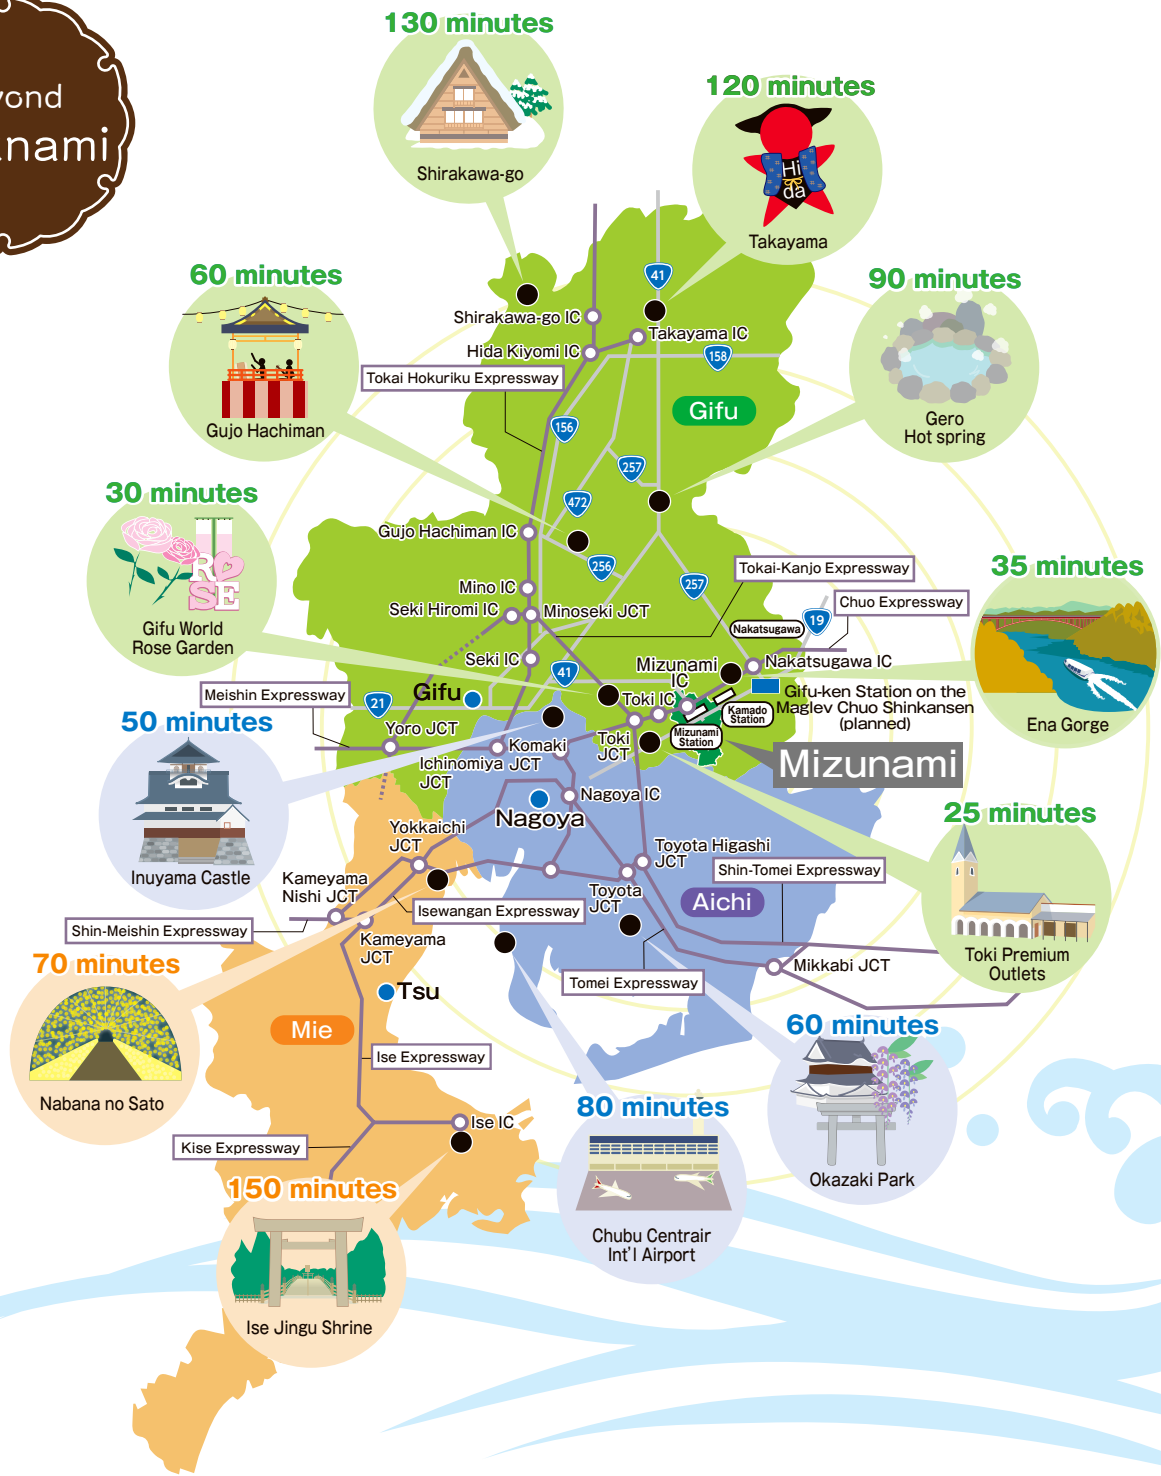 130 minutes
Shirakawa-go
120 minutes
Hi
da
Takayama
60 minutes
Gujo Hachiman
90 minutes
Gero
Hot spring
41
Shirakawa-go IC
Takayama IC
Hida Kiyomi IC
158
Tokai Hokuriku Expressway
Gifu
156
257
472
30 minutes
ROSE
Gifu World
Rose Garden
Gujo Hachiman IC
256
Tokai-Kanjo Expressway
35 minutes
Mino IC
257
Chuo Expressway
Seki Hiromi IC
Minoseki JCT
19
Nakatsugawa
Seki IC
41
Mizunami
IC
Nakatsugawa IC
Ena Gorge
Meishin Expressway
Gifu
21
Toki IC
Gifu-ken Station on the
Maglev Chuo Shinkansen
(planned)
Kamado
Station
Mizunami
Station
50 minutes
Yoro JCT
Komaki
JCT
Ichinomiya
JCT
Toki
JCT
Mizunami
Inuyama Castle
Nagoya IC
Nagoya
25 minutes
Toki Premium
Outlets
Yokkaichi
JCT
Toyota Higashi
JCT
Shin-Tomei Expressway
Kameyama
Nishi JCT
Toyota
JCT
Aichi
Isewangan Expressway
Shin-Meishin Expressway
Kameyama
JCT
70 minutes
Nabana no Sato
Mikkabi JCT
Tomei Expressway
Tsu
Mie
60 minutes
Okazaki Park
Ise Expressway
80 minutes
Chubu Centrair
Int'l Airport
Ise IC
Kise Expressway
150 minutes
Ise Jingu Shrine